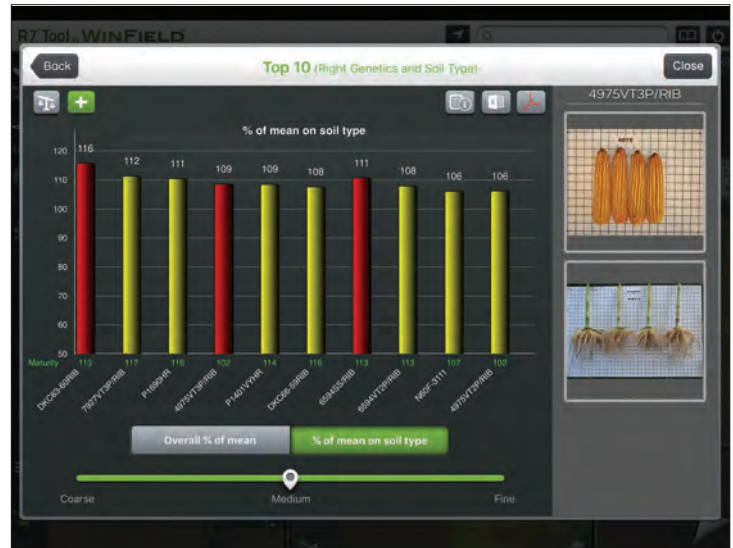 R7 Tool by WINFIELD
Back
Top 10 (Right Genetics and Soil Type)
Close
4975VT3P/RIB
% of mean on soil type
120
110
100
90
80
70
60
50
116
112
111
109
109
108
111
108
106
106
Maturity 113 117 116 102 114 116 113 113 107 102
DKC63-60RIB
7927VT3P/RIB
P1690HR
4975VT3P/RIB
P1401VYHR
DKC66-59RIB
6594SS/RIB
6594VT2P/RIB
N60F-3111
4975VT3P/RIB
Overall % of mean
% of mean on soil type
Coarse
Medium
Fine
4975